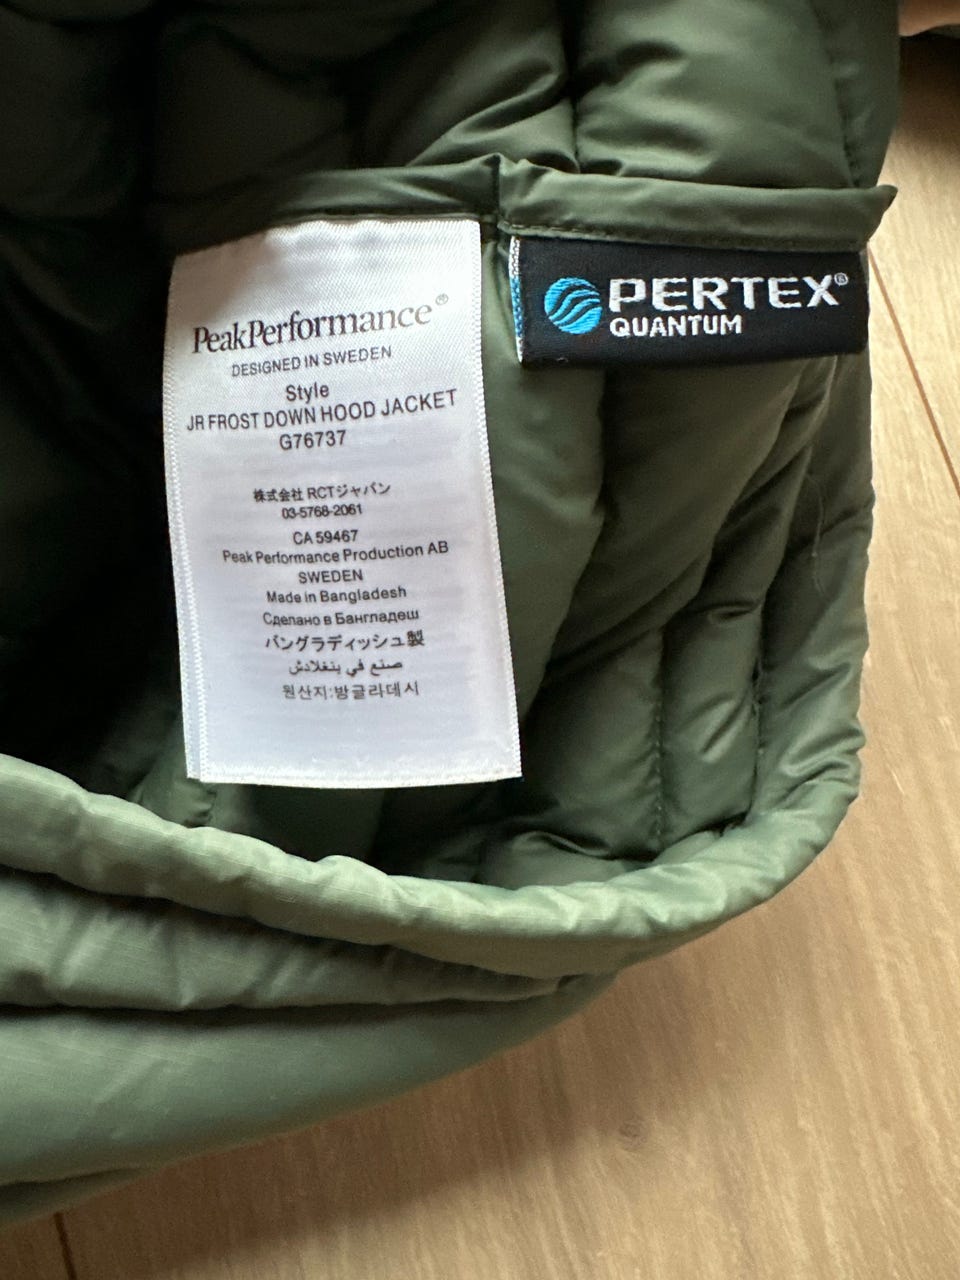 PeakPerformance®
DESIGNED IN SWEDEN
Style
JR FROST DOWN HOOD JACKET
G76737
株式会社 RCTジャパン
03-5768-2061
CA 59467
Peak Performance Production AB
SWEDEN
Made in Bangladesh
Сделано в Бангладеш
バングラディッシュ製
صنع في بنغلادش
원산지:방글라데시
PERTEX®
QUANTUM